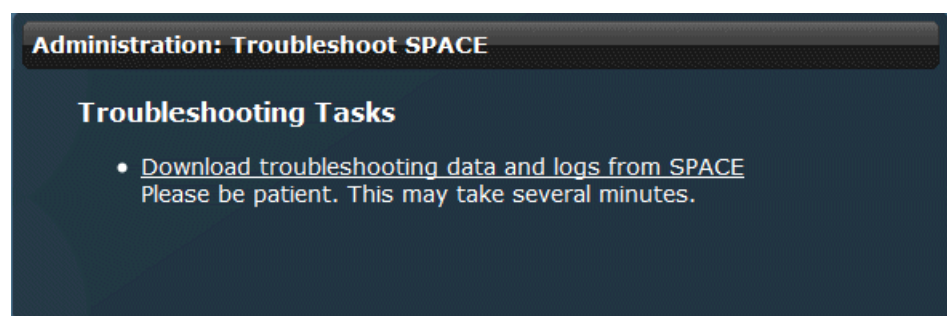 Administration: Troubleshoot SPACE
Troubleshooting Tasks
• Download troubleshooting data and logs from SPACE
Please be patient. This may take several minutes.